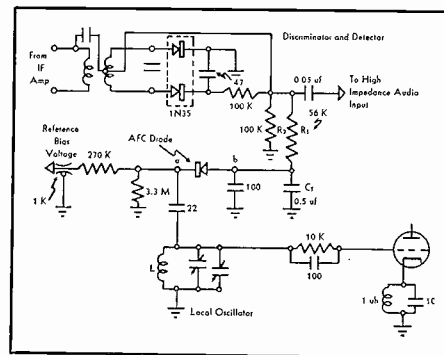 Discriminator and Detector
From
IF
Amp
1N35
47
100 K
0.05 uf
To High
Impedance Audio
Input
56 K
100 K
R2
R1
AFC Diode
Reference
Bias
Voltage
270 K
a
b
1 K
3.3 M
100
C1
0.5 uf
22
L
10 K
100
Local Oscillator
1 uh